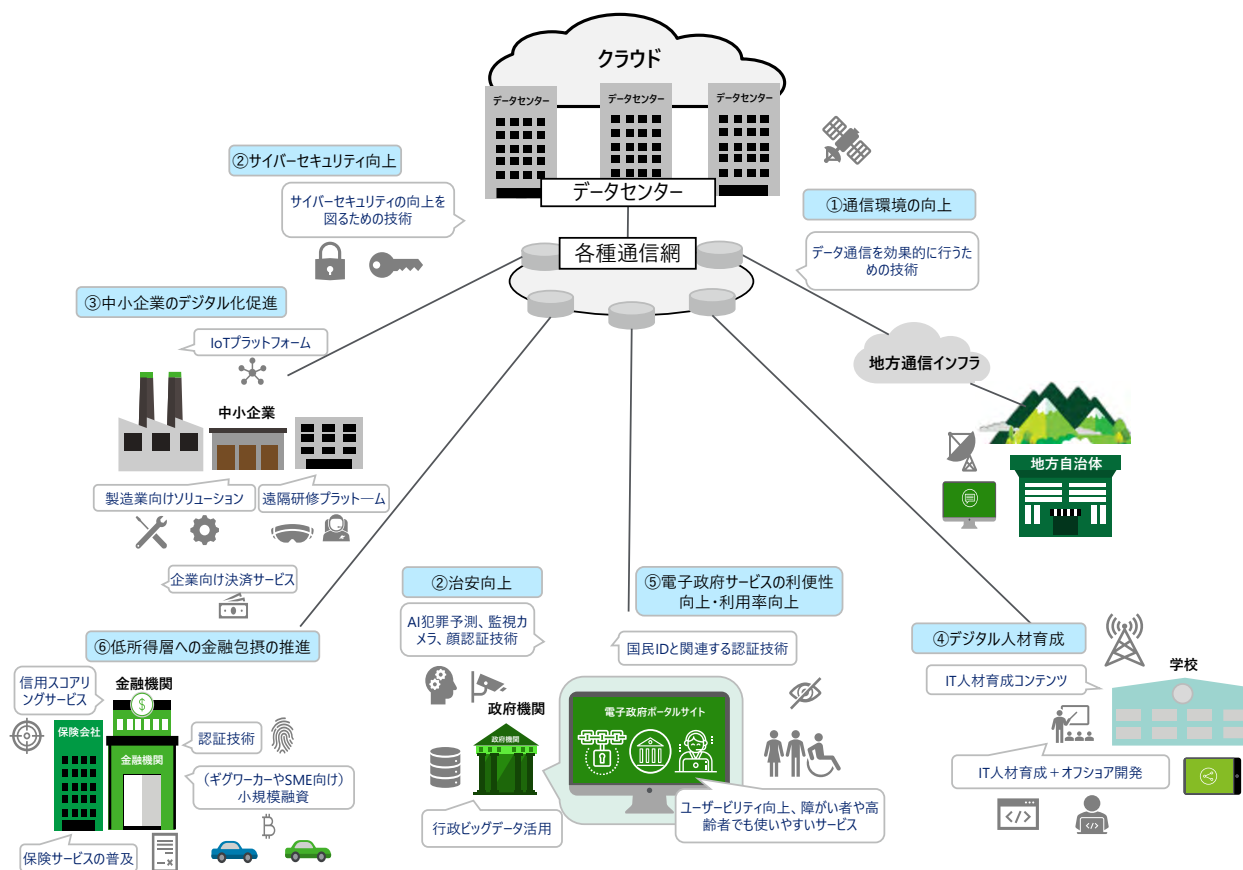 クラウド
データセンター
データセンター
データセンター
データセンター
②サイバーセキュリティ向上
サイバーセキュリティの向上を
図るための技術
①通信環境の向上
データ通信を効果的に行うた
めの技術
各種通信網
③中小企業のデジタル化促進
IoTプラットフォーム
中小企業
製造業向けソリューション
遠隔研修プラット―ム
地方通信インフラ
地方自治体
企業向け決済サービス
⑥低所得層への金融包摂の推進
信用スコアリ
ングサービス
金融機関
保険会社
金融機関
認証技術
(ギグワーカーやSME向け)
小規模融資
保険サービスの普及
②治安向上
AI犯罪予測、監視カ
メラ、顔認証技術
政府機関
政府機関
行政ビッグデータ活用
⑤電子政府サービスの利便性
向上・利用率向上
国民IDと関連する認証技術
電子政府ポータルサイト
ユーザービリティ向上、障がい者や高
齢者でも使いやすいサービス
④デジタル人材育成
学校
IT人材育成コンテンツ
IT人材育成+オフショア開発